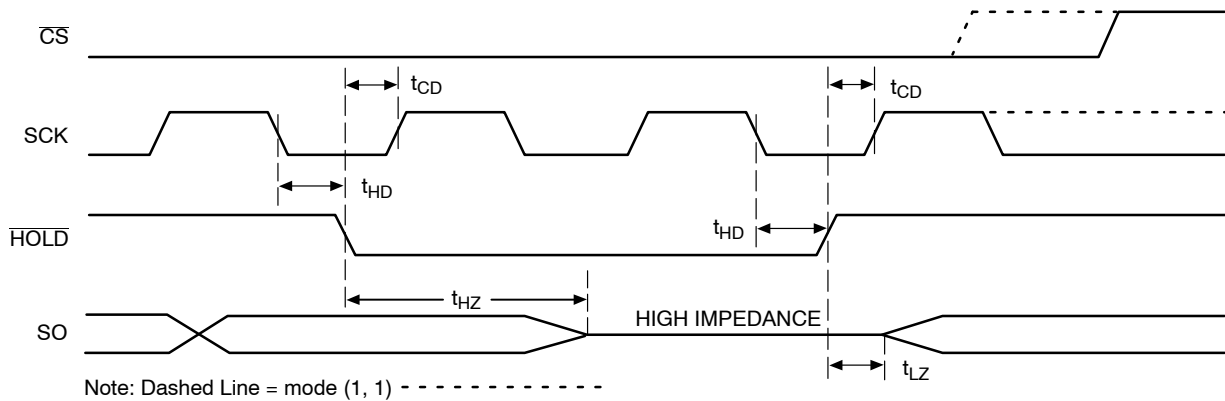 CS
tCD
tCD
SCK
tHD
HOLD
tHD
tHZ
HIGH IMPEDANCE
SO
tLZ
Note: Dashed Line = mode (1, 1)